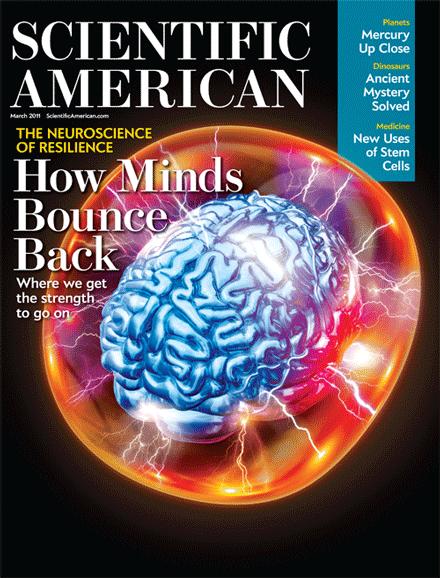 SCIENTIFIC
AMERICAN
March 2011 ScientificAmerican.com
Planets
Mercury
Up Close
Dinosaurs
Ancient
Mystery
Solved
Medicine
New Uses
of Stem
Cells
THE NEUROSCIENCE
OF RESILIENCE
How Minds
Bounce
Back
Where we get
the strength
to go on